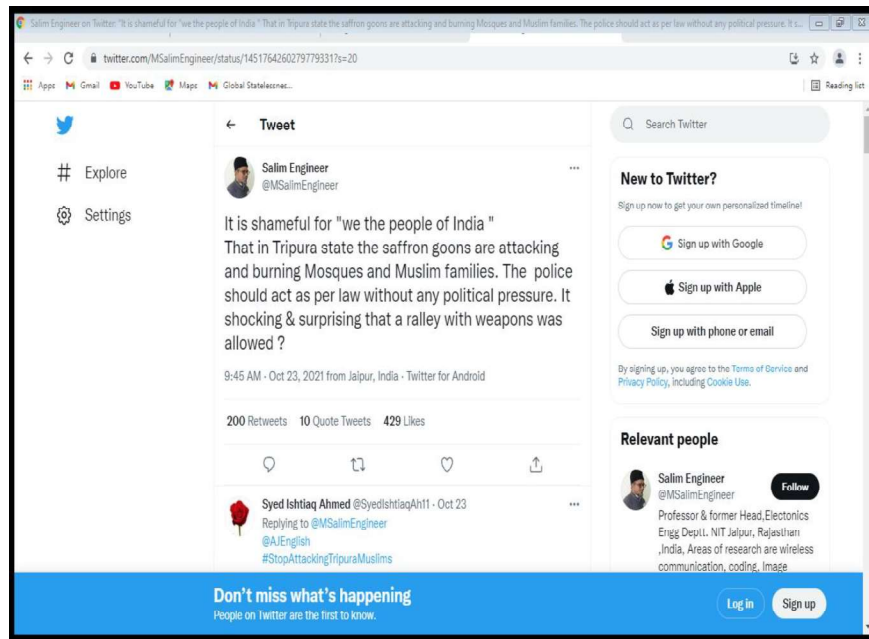 Salim Engineer on Twitter: "It is shameful for "we the people of India " That in Tripura state the saffron goons are attacking and burning Mosques and Muslim families. The police should act as per law without any political pressure. It s...
twitter.com/MSalimEngineer/status/1451764260279779331?s=20
Apps Gmail YouTube Maps Global Statelessnes... Reading list
Tweet
Search Twitter
Explore
Settings
Salim Engineer
@MSalimEngineer
It is shameful for "we the people of India "
That in Tripura state the saffron goons are attacking
and burning Mosques and Muslim families. The police
should act as per law without any political pressure. It
shocking & surprising that a ralley with weapons was
allowed ?
9:45 AM · Oct 23, 2021 from Jaipur, India · Twitter for Android
200 Retweets 10 Quote Tweets 429 Likes
Syed Ishtiaq Ahmed @SyedIshtiaqAh11 · Oct 23
Replying to @MSalimEngineer
@AJEnglish
#StopAttackingTripuraMuslims
New to Twitter?
Sign up now to get your own personalized timeline!
Sign up with Google
Sign up with Apple
Sign up with phone or email
By signing up, you agree to the Terms of Service and
Privacy Policy, including Cookie Use.
Relevant people
Salim Engineer
@MSalimEngineer
Follow
Professor & former Head,Electonics
Engg Deptt. NIT Jaipur, Rajasthan
,India, Areas of research are wireless
communication, coding, Image
Don't miss what's happening
People on Twitter are the first to know.
Log in
Sign up